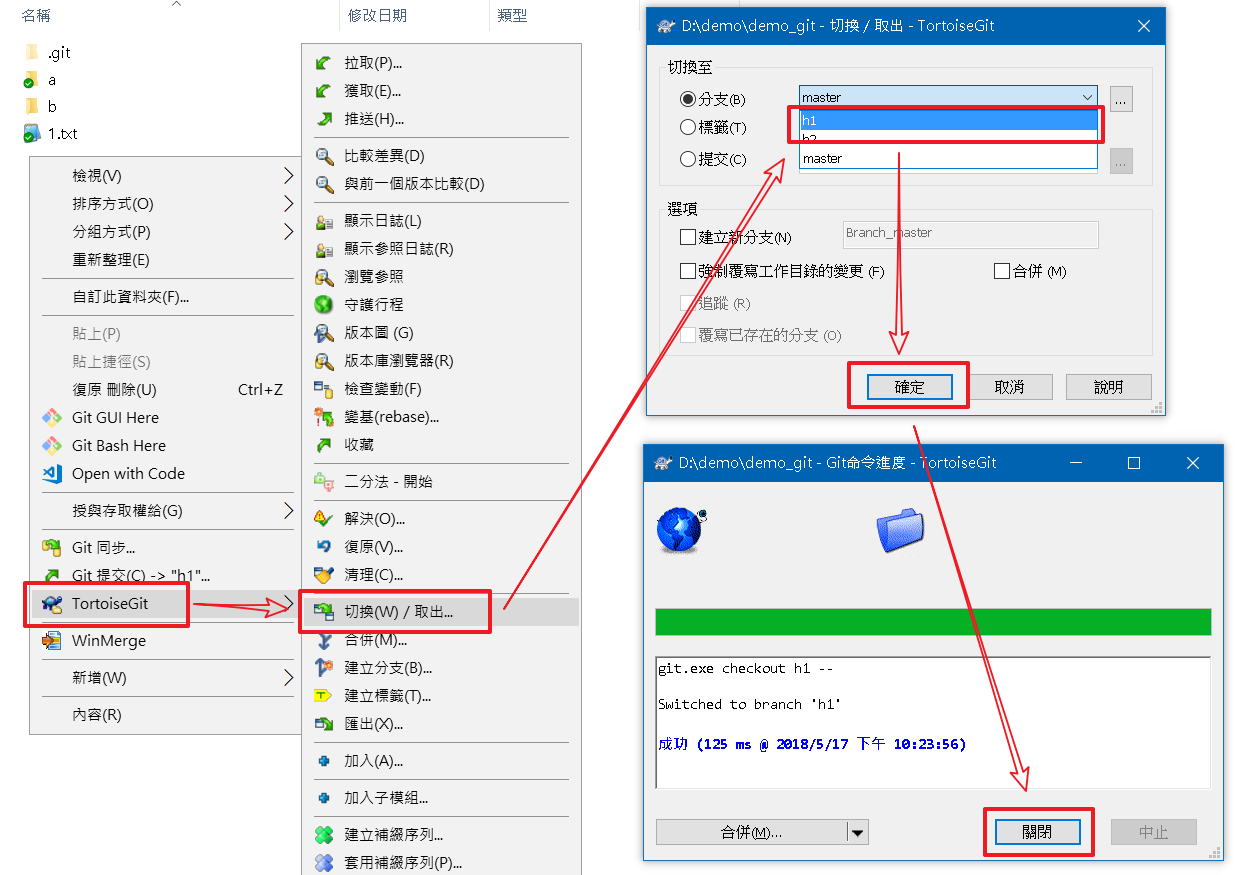 名稱
修改日期
類型
.git
a
b
1.txt
檢視(V)
排序方式(O)
分組方式(P)
重新整理(E)
自訂此資料夾(F)...
貼上(P)
貼上捷徑(S)
復原 刪除(U) Ctrl+Z
Git GUI Here
Git Bash Here
Open with Code
授與存取權給(G)
Git 同步...
Git 提交(C) -> "h1"...
TortoiseGit
WinMerge
新增(W)
內容(R)
拉取(P)...
獲取(E)...
推送(H)...
比較差異(D)
與前一個版本比較(D)
顯示日誌(L)
顯示參照日誌(R)
瀏覽參照
守護行程
版本圖 (G)
版本庫瀏覽器(R)
檢查變動(F)
變基(rebase)...
收藏
二分法 - 開始
解決(O)...
復原(V)...
清理(C)...
切換(W) / 取出...
合併(M)...
建立分支(B)...
建立標籤(T)...
匯出(X)...
加入(A)...
加入子模組...
建立補綴序列...
套用補綴序列(P)...
D:\demo\demo_git - 切換 / 取出 - TortoiseGit
切換至
分支(B)
master
...
h1
標籤(T)
h2
提交(C)
master
...
選項
建立新分支(N)
Branch_master
強制覆寫工作目錄的變更 (F)
合併 (M)
追蹤 (R)
覆寫已存在的分支 (O)
確定
取消
說明
D:\demo\demo_git - Git命令進度 - TortoiseGit
git.exe checkout h1 --
Switched to branch 'h1'
成功 (125 ms @ 2018/5/17 下午 10:23:56)
合併(M)...
關閉
中止